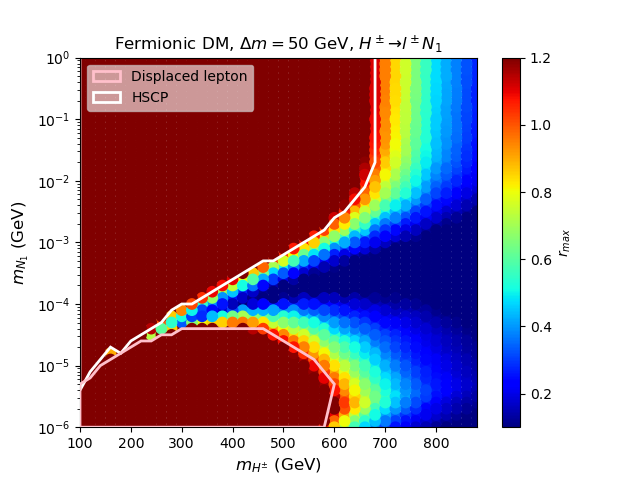 Fermionic DM, Δm = 50 GeV, H^± → l^± N_1
Displaced lepton
HSCP
10^0
10^−1
10^−2
10^−3
10^−4
10^−5
10^−6
m_{N_1} (GeV)
100 200 300 400 500 600 700 800
m_{H^±} (GeV)
1.2
1.0
0.8
0.6
0.4
0.2
r_{max}